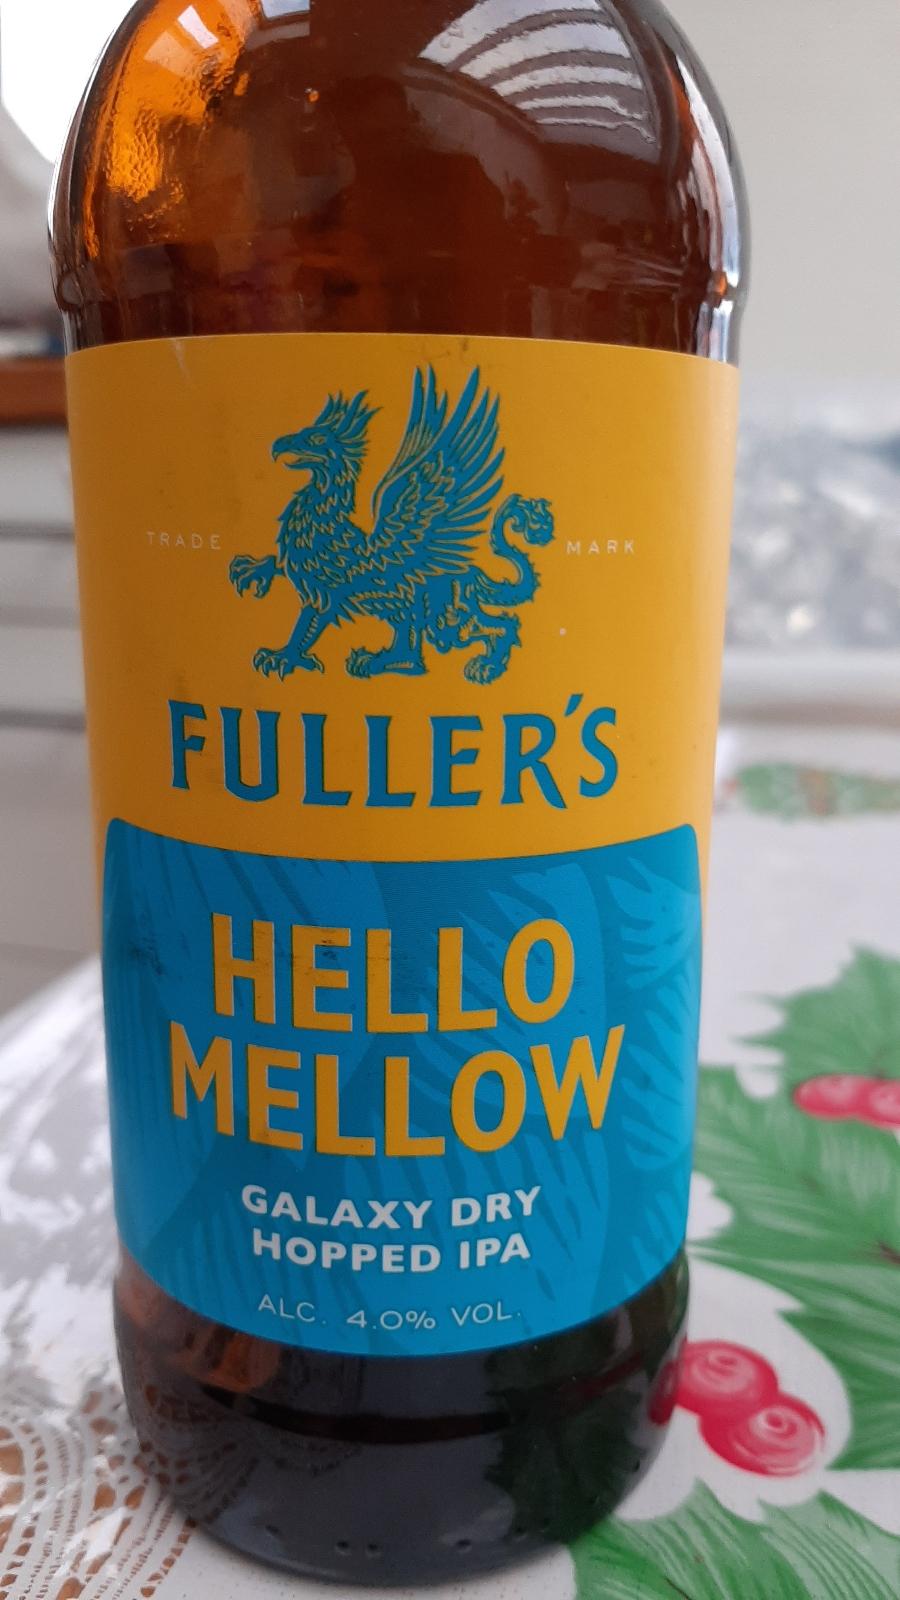 TRADE MARK
FULLER'S
HELLO
MELLOW
GALAXY DRY
HOPPED IPA
ALC. 4.0% VOL.